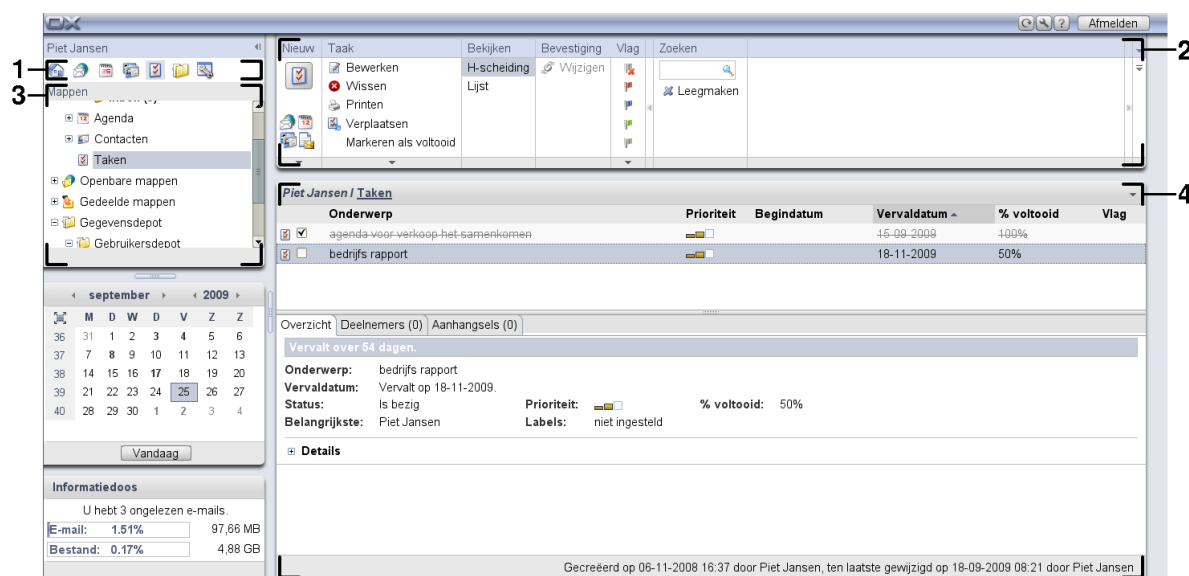 OX
Afmelden
1
2
3
4
Piet Jansen
Mappen
Inbox (3)
Agenda
Contacten
Taken
Openbare mappen
Gedeelde mappen
Gegevensdepot
Gebruikersdepot
september 2009
M D W D V Z Z
36 31 1 2 3 4 5 6
37 7 8 9 10 11 12 13
38 14 15 16 17 18 19 20
39 21 22 23 24 25 26 27
40 28 29 30 1 2 3 4
Vandaag
Informatiedoos
U hebt 3 ongelezen e-mails.
E-mail: 1.51% 97,66 MB
Bestand: 0.17% 4,88 GB
Nieuw Taak Bekijken Bevestiging Vlag Zoeken
Bewerken H-scheiding Wijzigen
Wissen Lijst Leegmaken
Printen
Verplaatsen
Markeren als voltooid
Piet Jansen / Taken
Onderwerp Prioriteit Begindatum Vervaldatum % voltooid Vlag
agenda voor verkoop het samenkomen 15-09-2009 100%
bedrijfs rapport 18-11-2009 50%
Overzicht Deelnemers (0) Aanhangsels (0)
Vervalt over 54 dagen.
Onderwerp: bedrijfs rapport
Vervaldatum: Vervalt op 18-11-2009.
Status: Is bezig Prioriteit: % voltooid: 50%
Belangrijkste: Piet Jansen Labels: niet ingesteld
Details
Gecreëerd op 06-11-2008 16:37 door Piet Jansen, ten laatste gewijzigd op 18-09-2009 08:21 door Piet Jansen